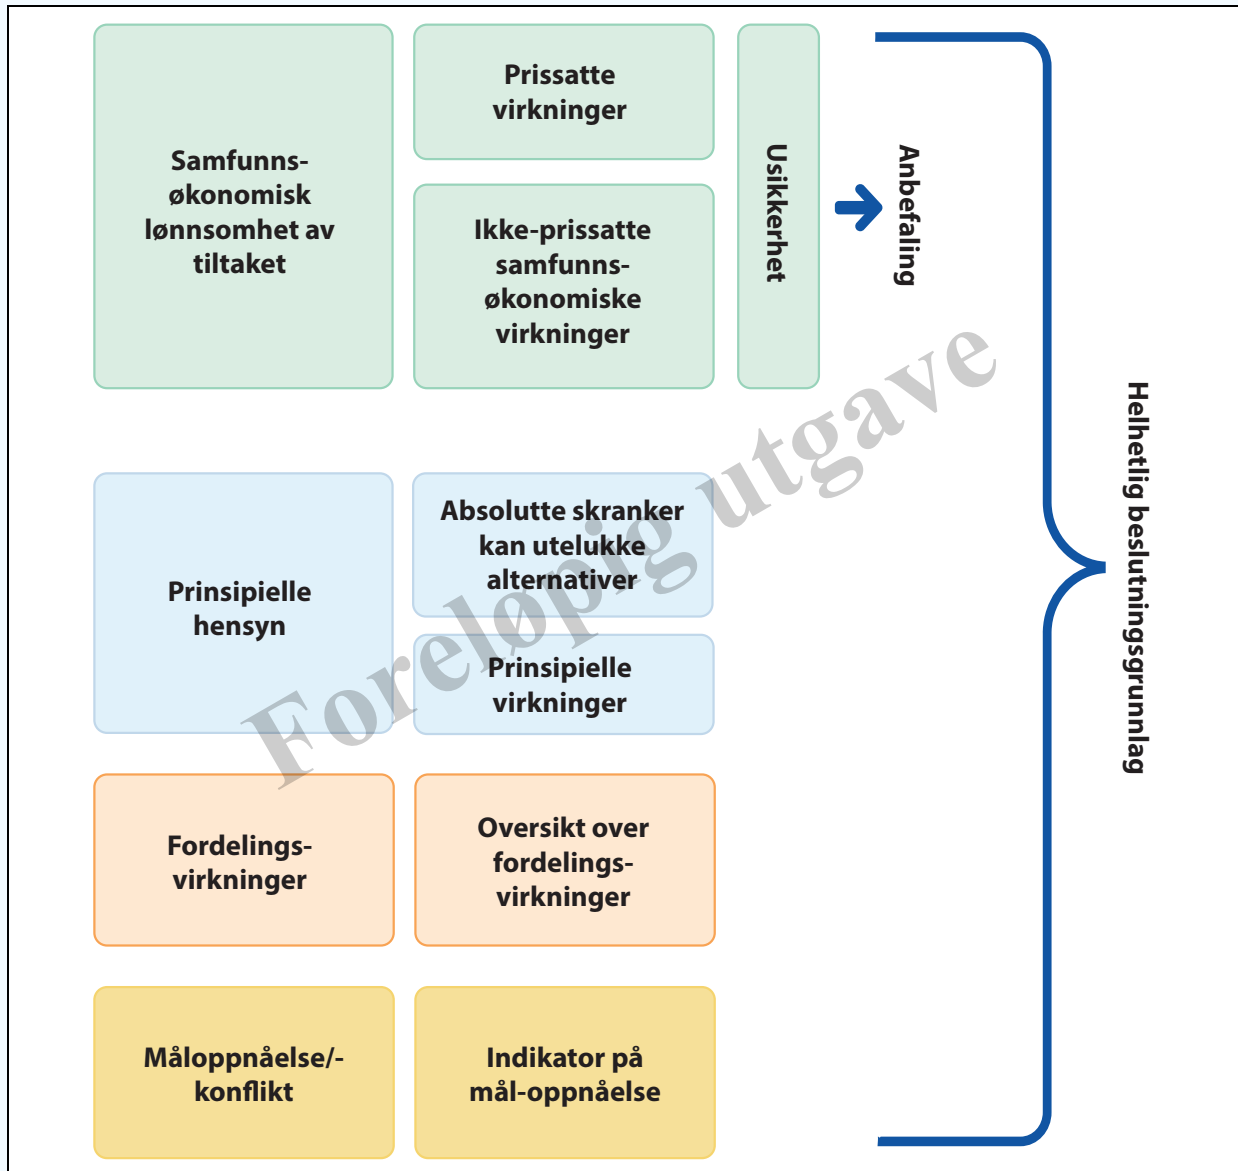 Samfunns-
økonomisk
lønnsomhet av
tiltaket
Prissatte
virkninger
Ikke-prissatte
samfunns-
økonomiske
virkninger
Usikkerhet
Anbefaling
Helhetlig beslutningsgrunnlag
Prinsipielle
hensyn
Absolutte skranker
kan utelukke
alternativer
Prinsipielle
virkninger
Fordelings-
virkninger
Oversikt over
fordelings-
virkninger
Måloppnåelse/-
konflikt
Indikator på
mål-oppnåelse
Foreløpig utgave